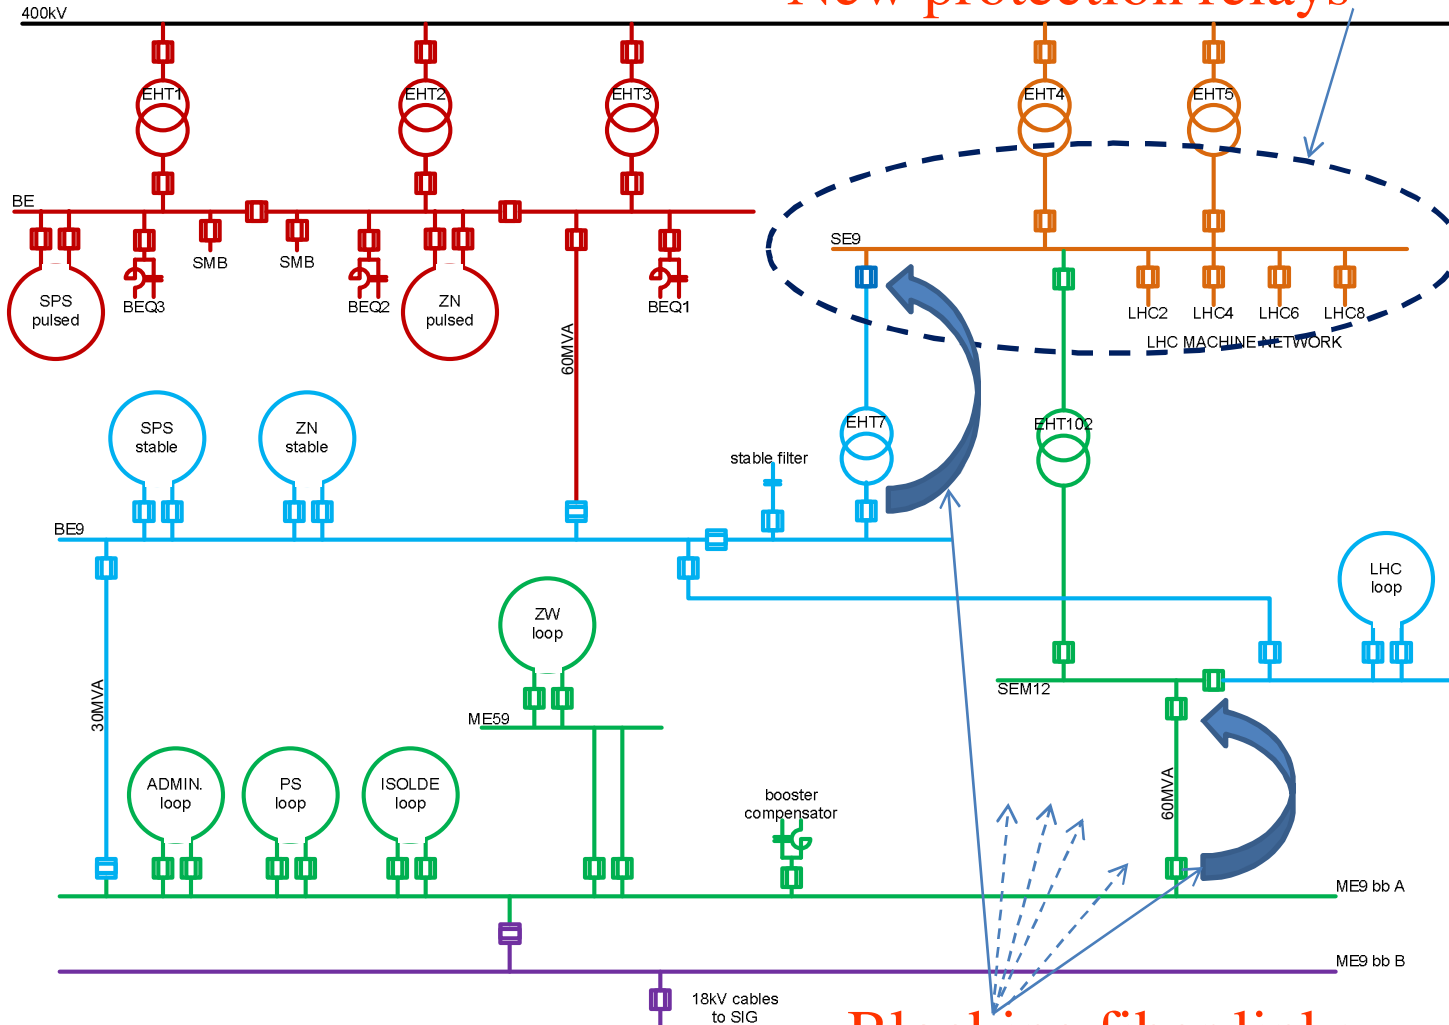 New protection relays
400kV
EHT1
EHT2
EHT3
EHT4
EHT5
BE
SE9
SMB
SMB
BEQ3
BEQ2
BEQ1
SPS
pulsed
ZN
pulsed
LHC2
LHC4
LHC6
LHC8
LHC MACHINE NETWORK
60MVA
SPS
stable
ZN
stable
stable filter
EHT7
EHT102
BE9
LHC
loop
ZW
loop
SEM12
ME59
30MVA
60MVA
ADMIN.
loop
PS
loop
ISOLDE
loop
booster
compensator
ME9 bb A
ME9 bb B
18kV cables
to SIG